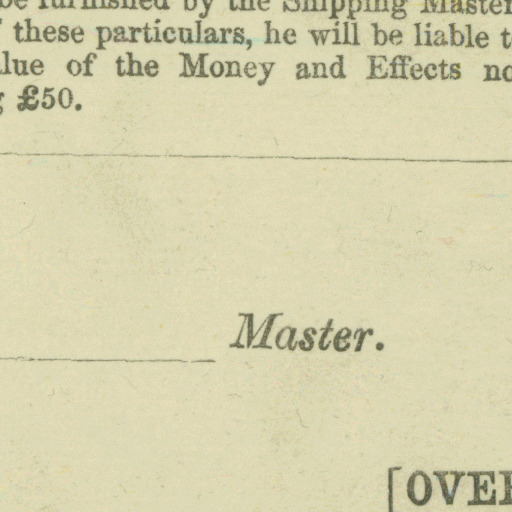 be furnished by the Shipping Master
these particulars, he will be liable t
lue of the Money and Effects no
£50.
Master.
[OVER